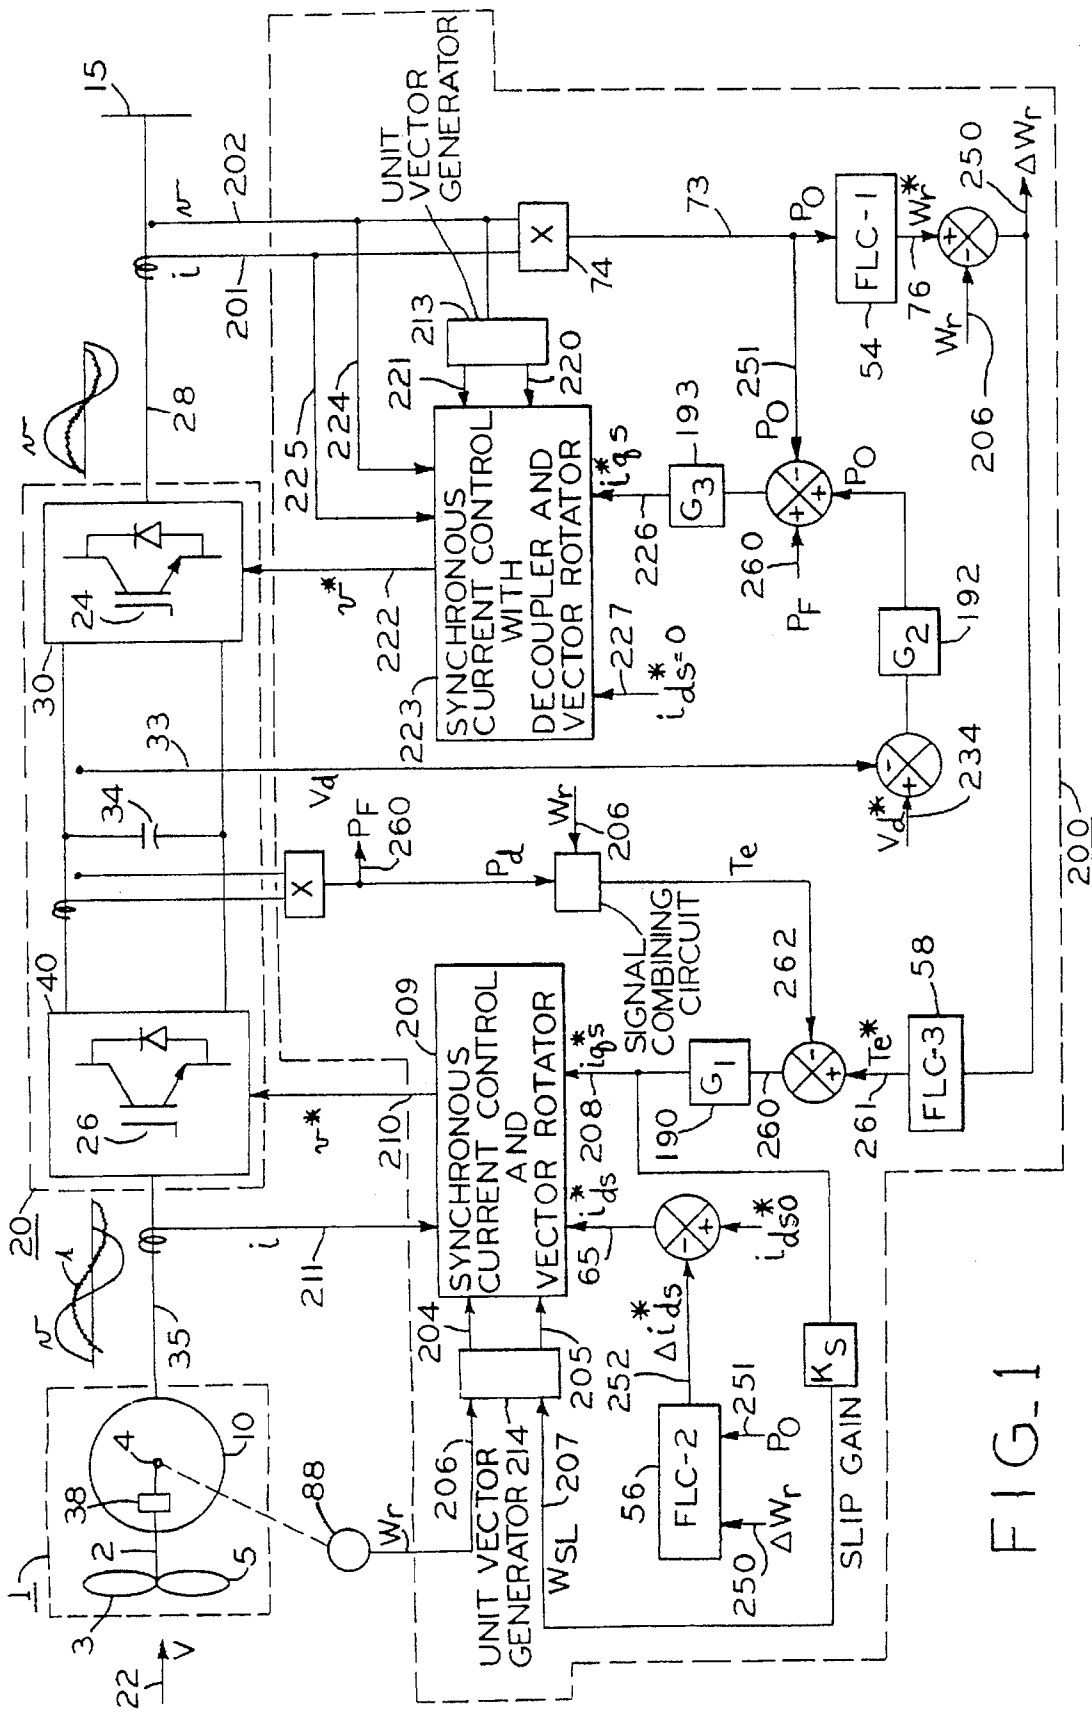 22
V
3
1
2
5
38
4
10
35
88
Wr
206
v
i
20
40
26
v*
210
i
211
34
33
30
24
v*
222
v
28
15
v
202
i
201
225
224
UNIT
VECTOR
GENERATOR
213
221
220
X
74
73
223
SYNCHRONOUS
CURRENT CONTROL
WITH
DECOUPLER AND
VECTOR ROTATOR
227
i*ds=0
226
i*qs
G3
193
260
PF
PO
251
PO
PO
FLC-1
54
76
Wr*
Wr
206
250
ΔWr
G2
192
Vd*
234
200
Vd
X
PF
260
Pd
Wr
206
SIGNAL
COMBINING
CIRCUIT
Te
262
209
SYNCHRONOUS
CURRENT CONTROL
AND
VECTOR ROTATOR
204
205
UNIT VECTOR
GENERATOR 214
207
WSL
65
i*ds
208
i*qs
G1
190
260
261
Te*
FLC-3
58
252
Δi*ds
i*dso
56
FLC-2
250
ΔWr
251
PO
KS
SLIP GAIN
+
-
+
-
+
-
+
+
-
+
-
FIG_1